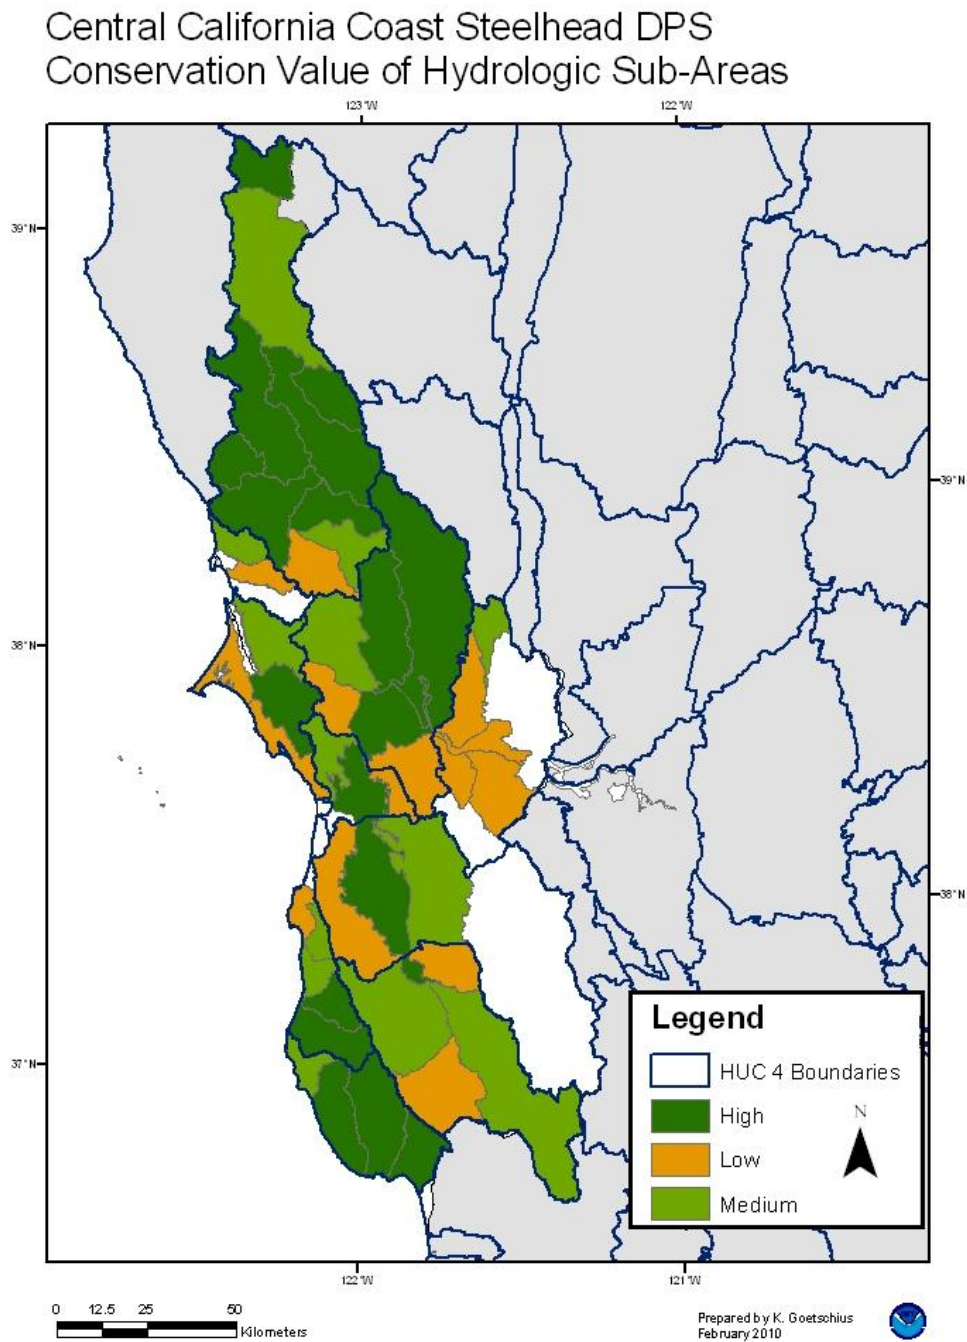 Central California Coast Steelhead DPS
Conservation Value of Hydrologic Sub-Areas
123°W
122°W
39°N
39°N
38°N
38°N
37°N
Legend
HUC 4 Boundaries
High
N
Low
Medium
122°W
121°W
0 12.5 25 50
Kilometers
Prepared by K. Goetschius
February 2010